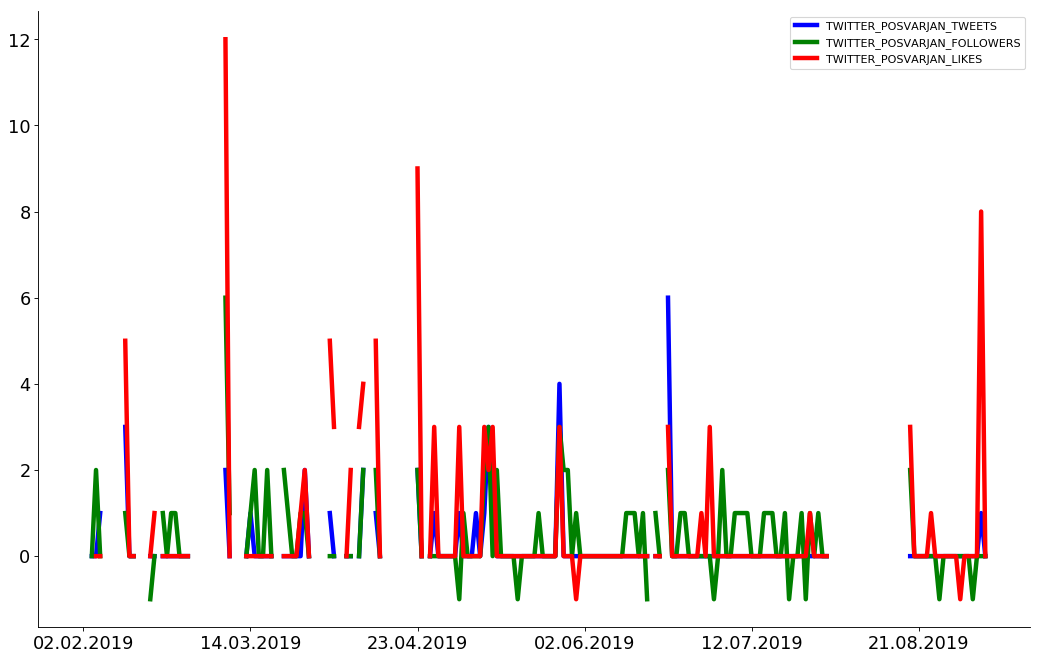 TWITTER_POSVARJAN_TWEETS
TWITTER_POSVARJAN_FOLLOWERS
TWITTER_POSVARJAN_LIKES
12
10
8
6
4
2
0
02.02.2019 14.03.2019 23.04.2019 02.06.2019 12.07.2019 21.08.2019